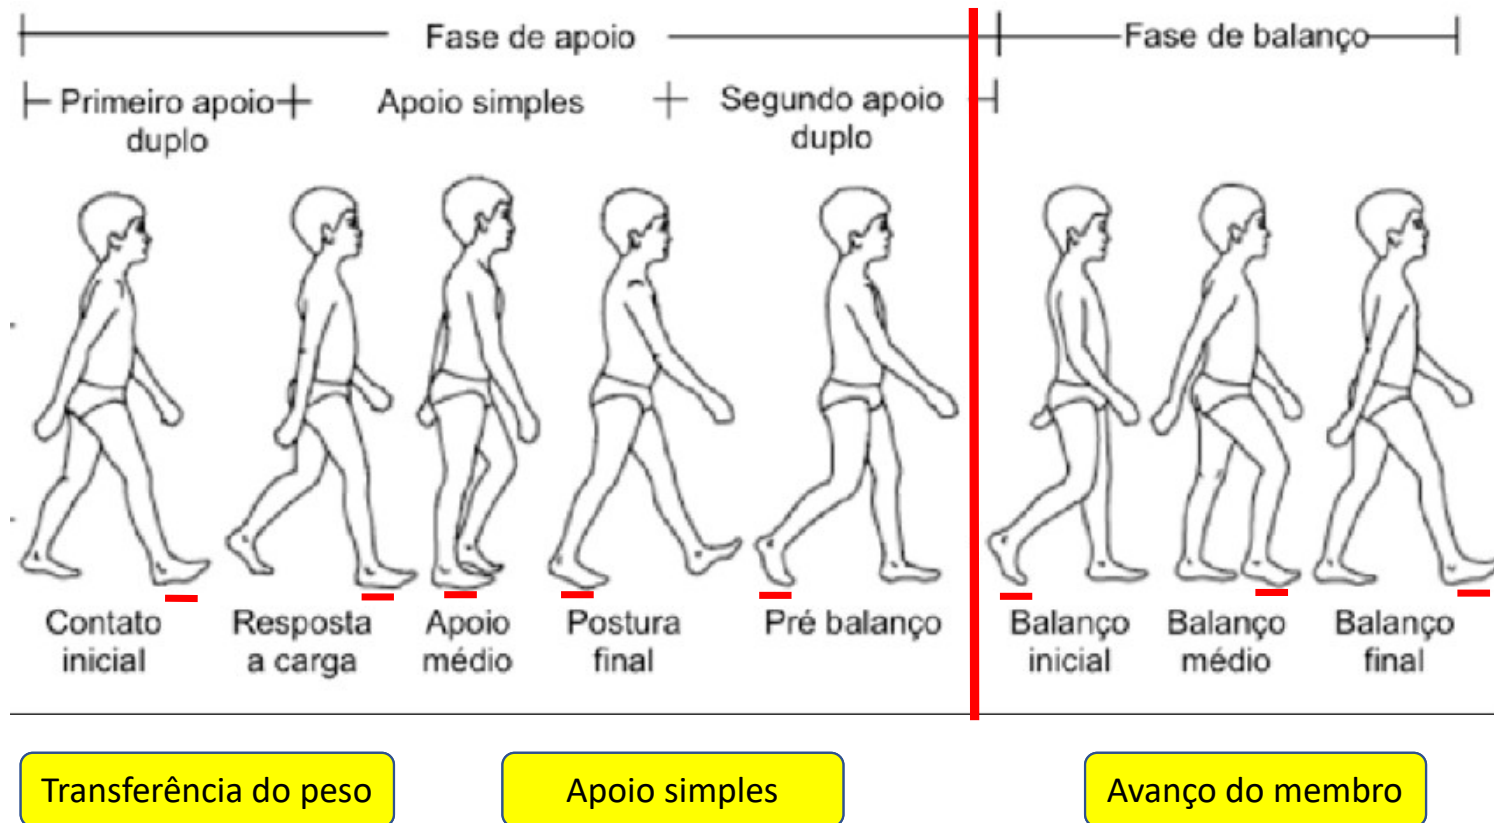 Fase de apoio
Fase de balanço
Primeiro apoio
duplo
Apoio simples
Segundo apoio
duplo
Contato
inicial
Resposta
a carga
Apoio
médio
Postura
final
Pré balanço
Balanço
inicial
Balanço
médio
Balanço
final
Transferência do peso
Apoio simples
Avanço do membro